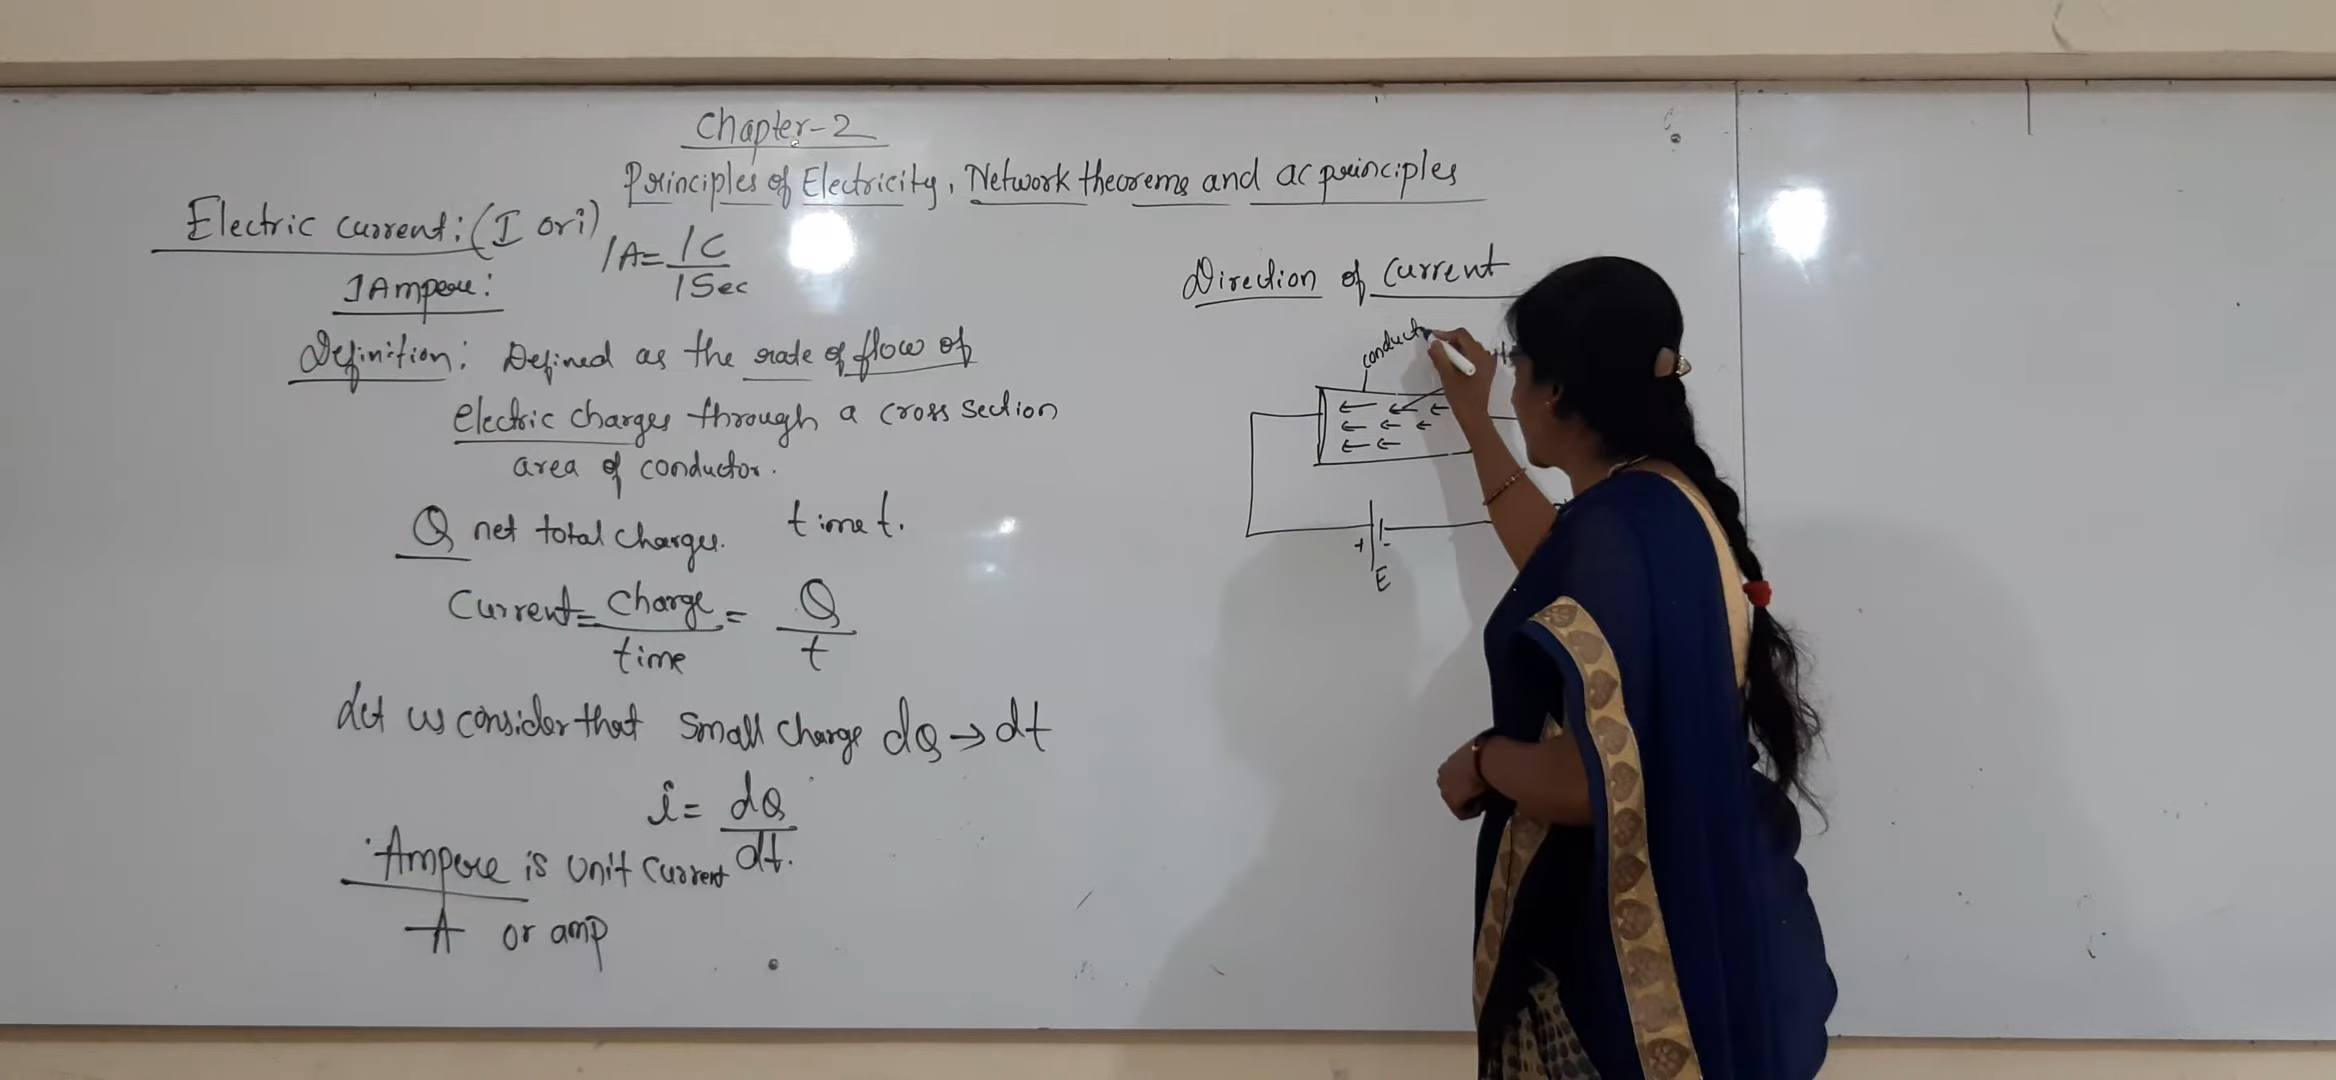 Chapter-2
Principles of Electricity, Network theorems and ac principles
Electric current: (I or i)
1Ampere: 1A = 1C / 1Sec
Definition: Defined as the rate of flow of
electric charges through a cross section
area of conductor.
Q net total charges. time t.
Current = charge / time = Q / t
Let us consider that small charge dQ → dt
i = dQ / dt.
Ampere is unit current
A or amp
Direction of current
conduct
+ -
E